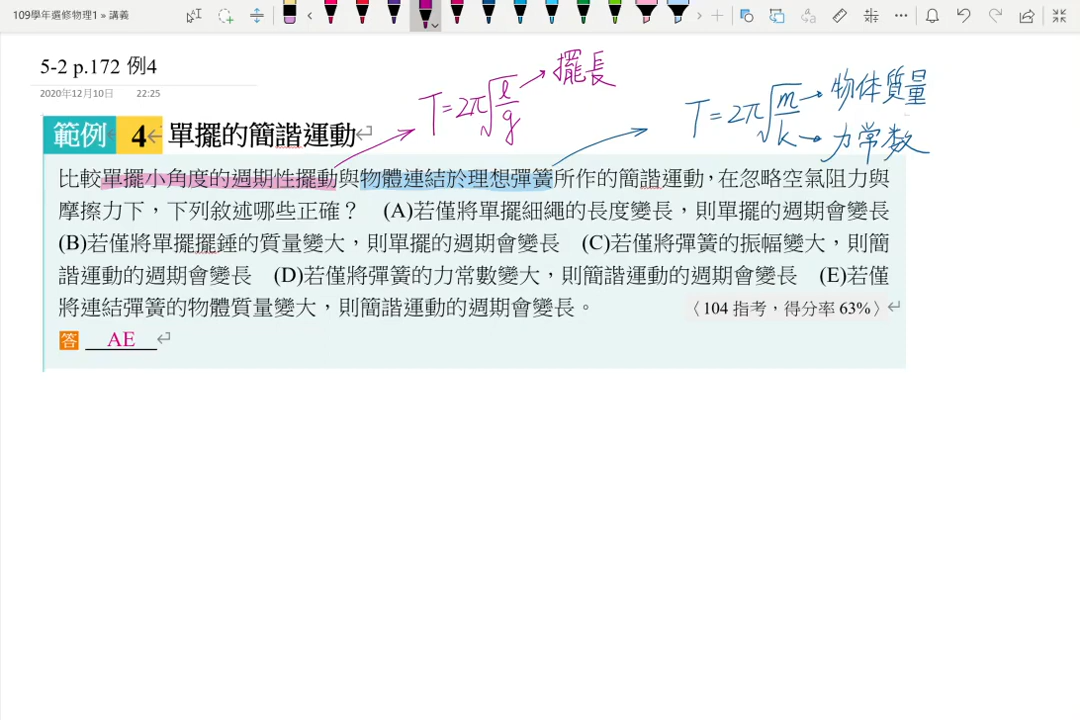 109學年選修物理1 » 講義
5-2 p.172 例4
2020年12月10日 22:25
T=2π√ℓ/g → 擺長
T=2π√m/k → 物体質量
→ 力常数
範例 4← 單擺的簡諧運動↵
比較單擺小角度的週期性擺動與物體連結於理想彈簧所作的簡諧運動，在忽略空氣阻力與
摩擦力下，下列敘述哪些正確？ (A)若僅將單擺細繩的長度變長，則單擺的週期會變長
(B)若僅將單擺擺錘的質量變大，則單擺的週期會變長 (C)若僅將彈簧的振幅變大，則簡
諧運動的週期會變長 (D)若僅將彈簧的力常數變大，則簡諧運動的週期會變長 (E)若僅
將連結彈簧的物體質量變大，則簡諧運動的週期會變長。 〈104 指考，得分率 63%〉↵
答 AE ↵